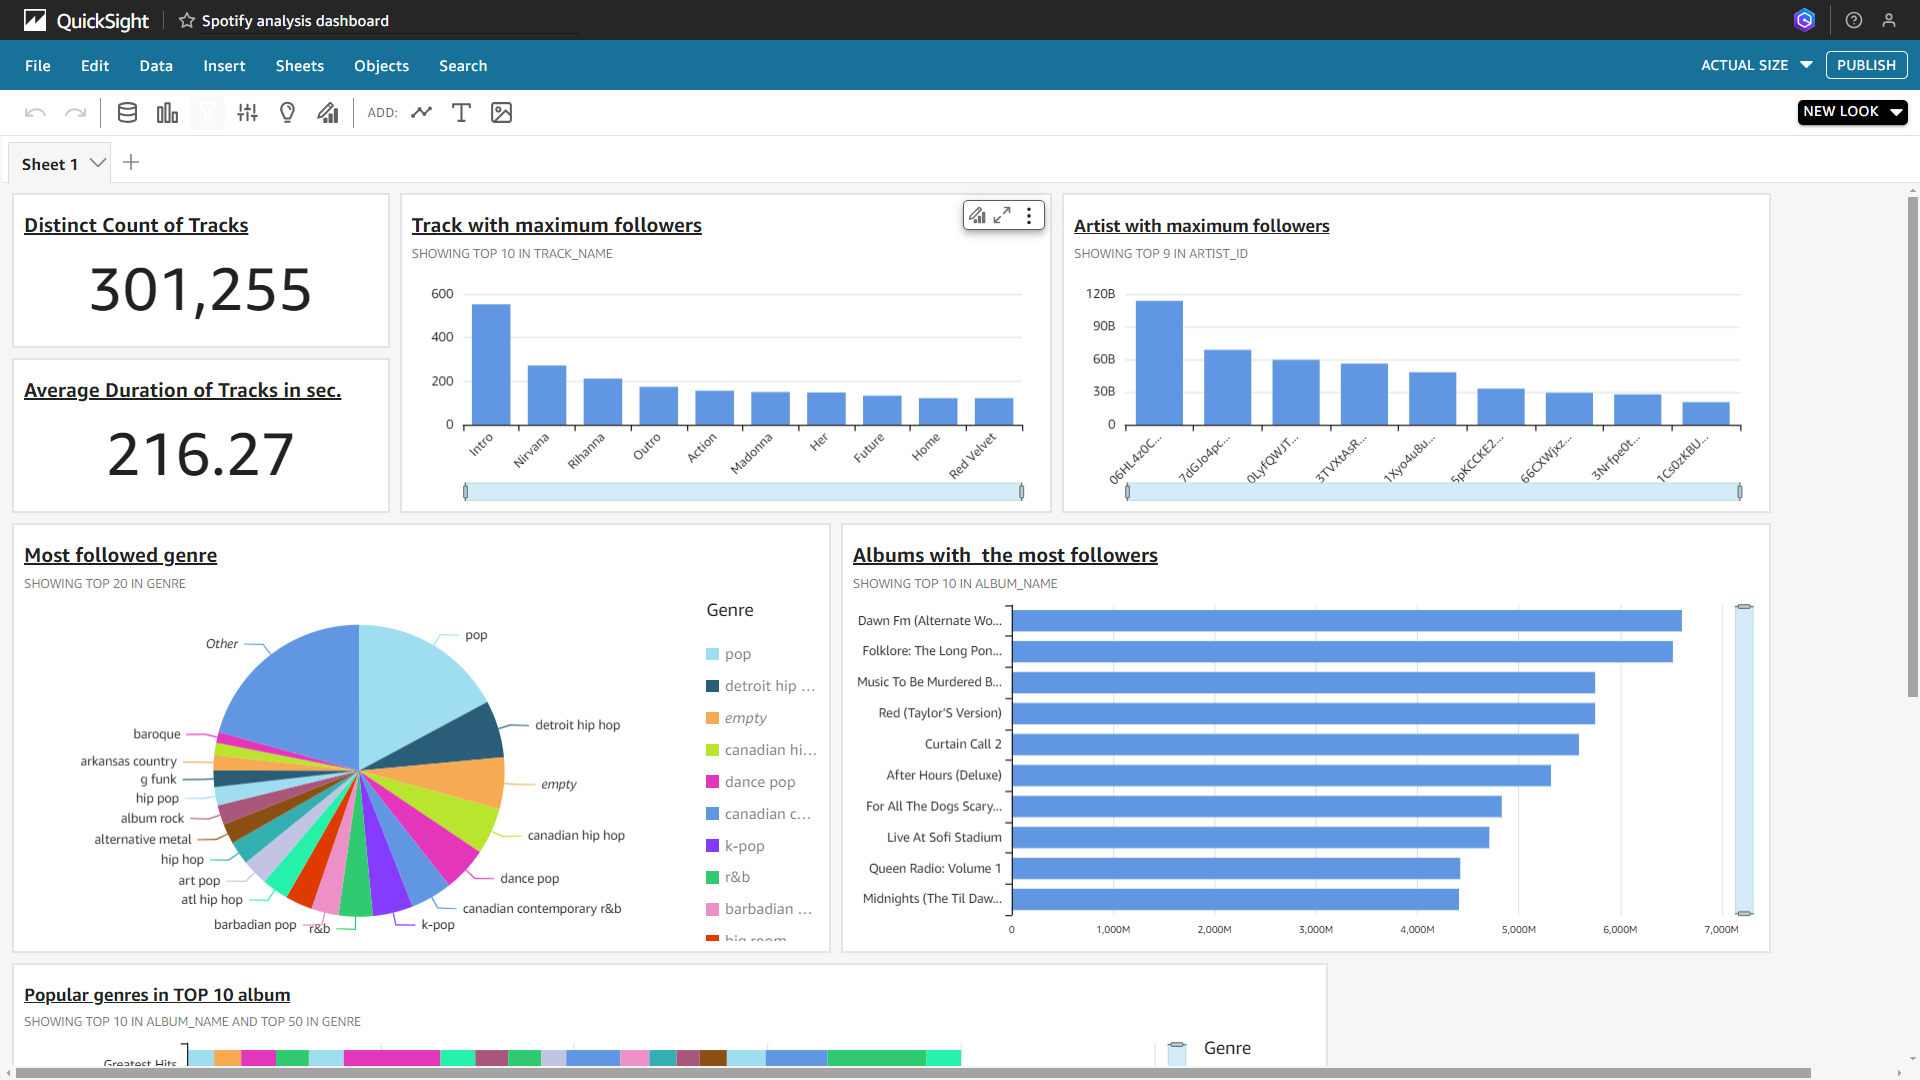 QuickSight
Spotify analysis dashboard
File Edit Data Insert Sheets Objects Search
ACTUAL SIZE
PUBLISH
ADD:
NEW LOOK
Sheet 1
Distinct Count of Tracks
301,255
Average Duration of Tracks in sec.
216.27
Track with maximum followers
SHOWING TOP 10 IN TRACK_NAME
600
400
200
0
Intro
Nirvana
Rihanna
Outro
Action
Madonna
Her
Future
Home
Red Velvet
Artist with maximum followers
SHOWING TOP 9 IN ARTIST_ID
120B
90B
60B
30B
0
06HL4z0C...
7dGJo4pc...
0LyfQWJT...
3TVXtAsR...
1Xyo4u8u...
5pKCCKE2...
66CXWjxz...
3Nrfpe0t...
1Cs0zKBU...
Most followed genre
SHOWING TOP 20 IN GENRE
Other
pop
detroit hip hop
empty
canadian hip hop
dance pop
canadian contemporary r&b
k-pop
r&b
barbadian pop
atl hip hop
art pop
hip hop
alternative metal
album rock
hip pop
g funk
arkansas country
baroque
Genre
pop
detroit hip ...
empty
canadian hi...
dance pop
canadian c...
k-pop
r&b
barbadian ...
big room
Albums with  the most followers
SHOWING TOP 10 IN ALBUM_NAME
Dawn Fm (Alternate Wo...
Folklore: The Long Pon...
Music To Be Murdered B...
Red (Taylor'S Version)
Curtain Call 2
After Hours (Deluxe)
For All The Dogs Scary...
Live At Sofi Stadium
Queen Radio: Volume 1
Midnights (The Til Daw...
0 1,000M 2,000M 3,000M 4,000M 5,000M 6,000M 7,000M
Popular genres in TOP 10 album
SHOWING TOP 10 IN ALBUM_NAME AND TOP 50 IN GENRE
Greatest Hits
Genre